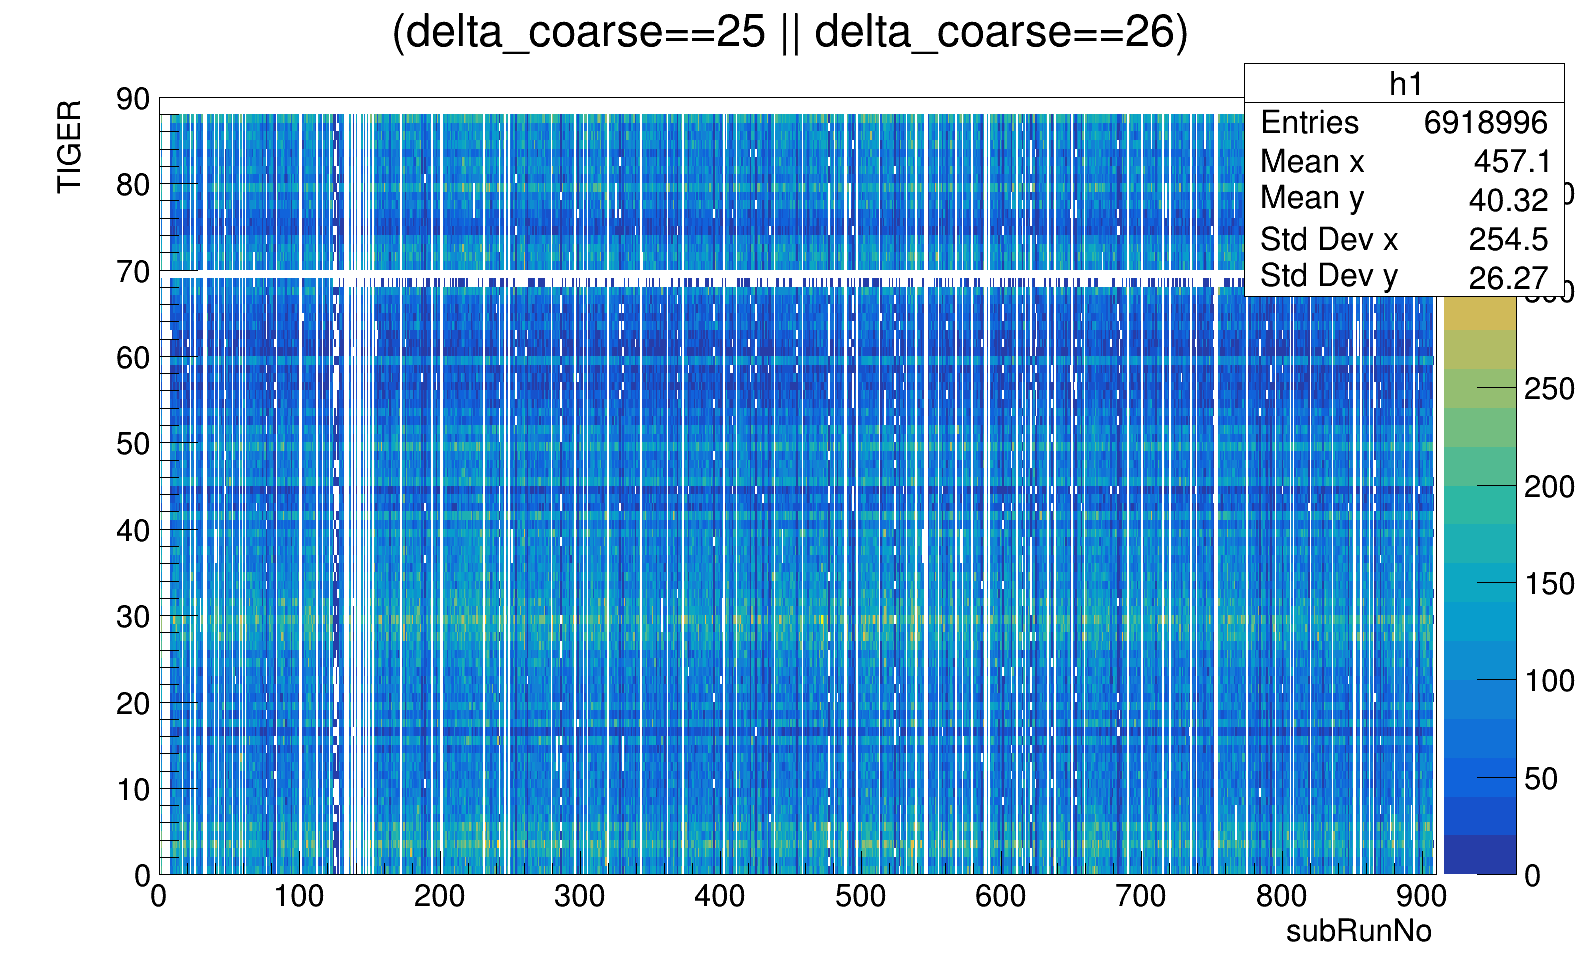 (delta_coarse==25 || delta_coarse==26)
h1
Entries 6918996
Mean x 457.1
Mean y 40.32
Std Dev x 254.5
Std Dev y 26.27
TIGER
90
80
70
60
50
40
30
20
10
0
250
200
150
100
50
0
0 100 200 300 400 500 600 700 800 900
subRunNo